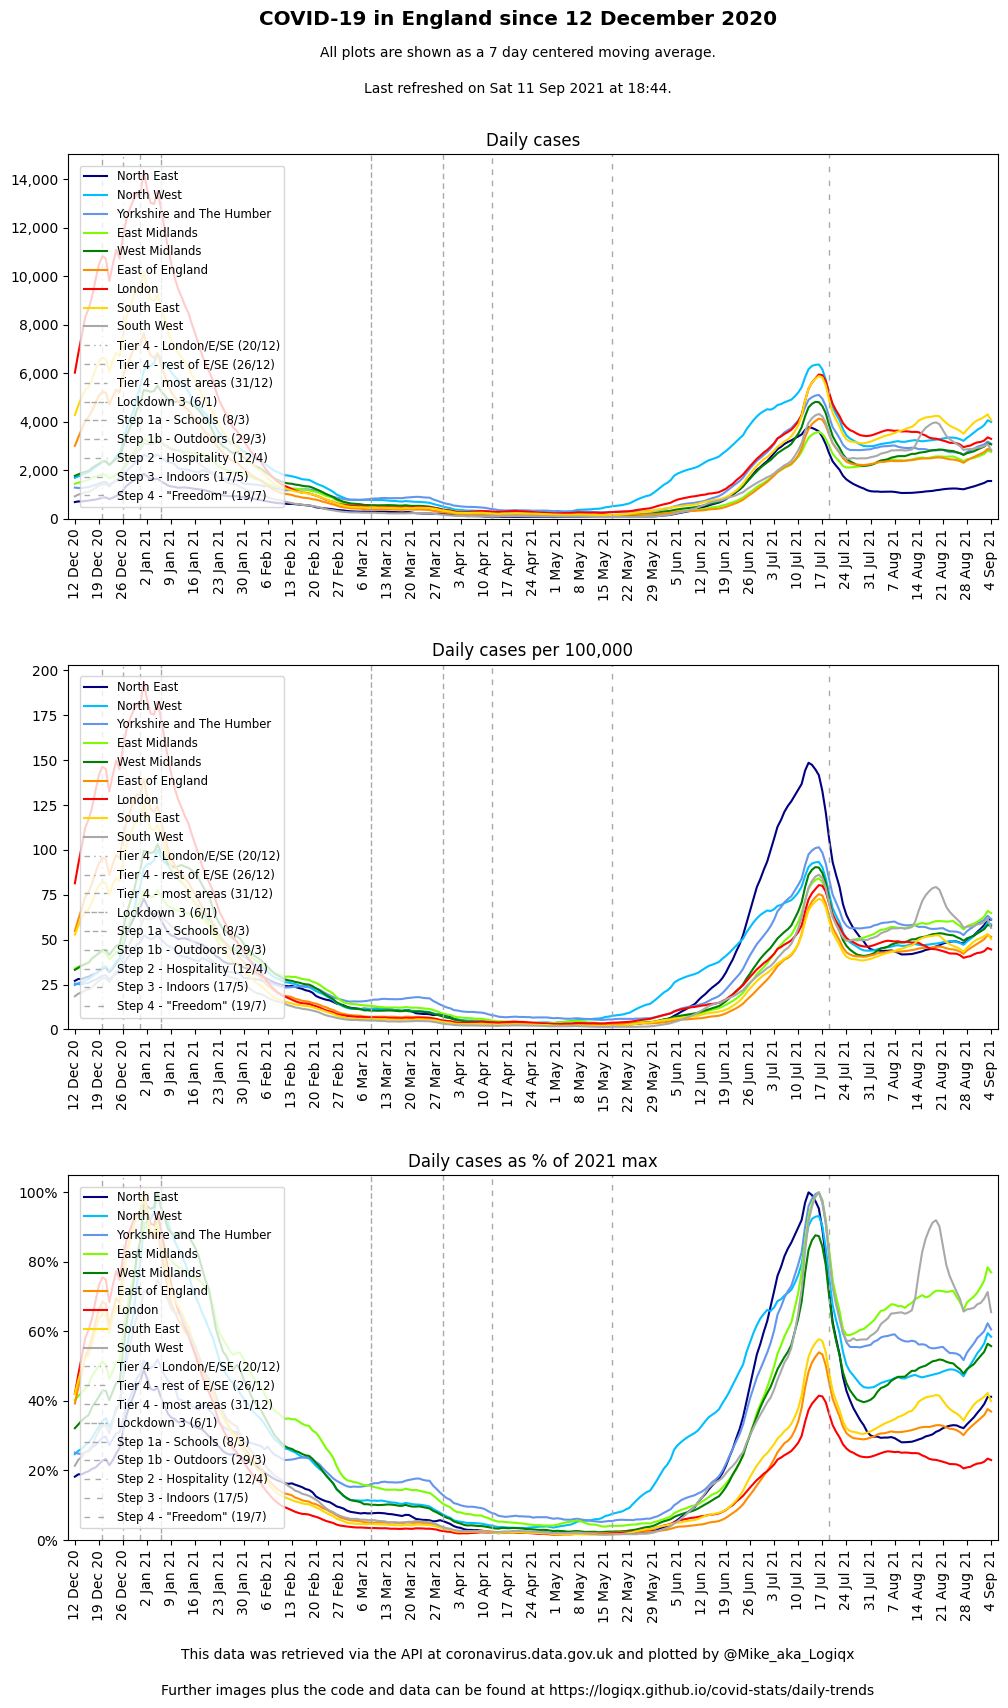 COVID-19 in England since 12 December 2020
All plots are shown as a 7 day centered moving average.
Last refreshed on Sat 11 Sep 2021 at 18:44.
Daily cases
14,000
12,000
10,000
8,000
6,000
4,000
2,000
0
North East
North West
Yorkshire and The Humber
East Midlands
West Midlands
East of England
London
South East
South West
Tier 4 - London/E/SE (20/12)
Tier 4 - rest of E/SE (26/12)
Tier 4 - most areas (31/12)
Lockdown 3 (6/1)
Step 1a - Schools (8/3)
Step 1b - Outdoors (29/3)
Step 2 - Hospitality (12/4)
Step 3 - Indoors (17/5)
Step 4 - "Freedom" (19/7)
12 Dec 20
19 Dec 20
26 Dec 20
2 Jan 21
9 Jan 21
16 Jan 21
23 Jan 21
30 Jan 21
6 Feb 21
13 Feb 21
20 Feb 21
27 Feb 21
6 Mar 21
13 Mar 21
20 Mar 21
27 Mar 21
3 Apr 21
10 Apr 21
17 Apr 21
24 Apr 21
1 May 21
8 May 21
15 May 21
22 May 21
29 May 21
5 Jun 21
12 Jun 21
19 Jun 21
26 Jun 21
3 Jul 21
10 Jul 21
17 Jul 21
24 Jul 21
31 Jul 21
7 Aug 21
14 Aug 21
21 Aug 21
28 Aug 21
4 Sep 21
Daily cases per 100,000
200
175
150
125
100
75
50
25
0
North East
North West
Yorkshire and The Humber
East Midlands
West Midlands
East of England
London
South East
South West
Tier 4 - London/E/SE (20/12)
Tier 4 - rest of E/SE (26/12)
Tier 4 - most areas (31/12)
Lockdown 3 (6/1)
Step 1a - Schools (8/3)
Step 1b - Outdoors (29/3)
Step 2 - Hospitality (12/4)
Step 3 - Indoors (17/5)
Step 4 - "Freedom" (19/7)
12 Dec 20
19 Dec 20
26 Dec 20
2 Jan 21
9 Jan 21
16 Jan 21
23 Jan 21
30 Jan 21
6 Feb 21
13 Feb 21
20 Feb 21
27 Feb 21
6 Mar 21
13 Mar 21
20 Mar 21
27 Mar 21
3 Apr 21
10 Apr 21
17 Apr 21
24 Apr 21
1 May 21
8 May 21
15 May 21
22 May 21
29 May 21
5 Jun 21
12 Jun 21
19 Jun 21
26 Jun 21
3 Jul 21
10 Jul 21
17 Jul 21
24 Jul 21
31 Jul 21
7 Aug 21
14 Aug 21
21 Aug 21
28 Aug 21
4 Sep 21
Daily cases as % of 2021 max
100%
80%
60%
40%
20%
0%
North East
North West
Yorkshire and The Humber
East Midlands
West Midlands
East of England
London
South East
South West
Tier 4 - London/E/SE (20/12)
Tier 4 - rest of E/SE (26/12)
Tier 4 - most areas (31/12)
Lockdown 3 (6/1)
Step 1a - Schools (8/3)
Step 1b - Outdoors (29/3)
Step 2 - Hospitality (12/4)
Step 3 - Indoors (17/5)
Step 4 - "Freedom" (19/7)
12 Dec 20
19 Dec 20
26 Dec 20
2 Jan 21
9 Jan 21
16 Jan 21
23 Jan 21
30 Jan 21
6 Feb 21
13 Feb 21
20 Feb 21
27 Feb 21
6 Mar 21
13 Mar 21
20 Mar 21
27 Mar 21
3 Apr 21
10 Apr 21
17 Apr 21
24 Apr 21
1 May 21
8 May 21
15 May 21
22 May 21
29 May 21
5 Jun 21
12 Jun 21
19 Jun 21
26 Jun 21
3 Jul 21
10 Jul 21
17 Jul 21
24 Jul 21
31 Jul 21
7 Aug 21
14 Aug 21
21 Aug 21
28 Aug 21
4 Sep 21
This data was retrieved via the API at coronavirus.data.gov.uk and plotted by @Mike_aka_Logiqx
Further images plus the code and data can be found at https://logiqx.github.io/covid-stats/daily-trends